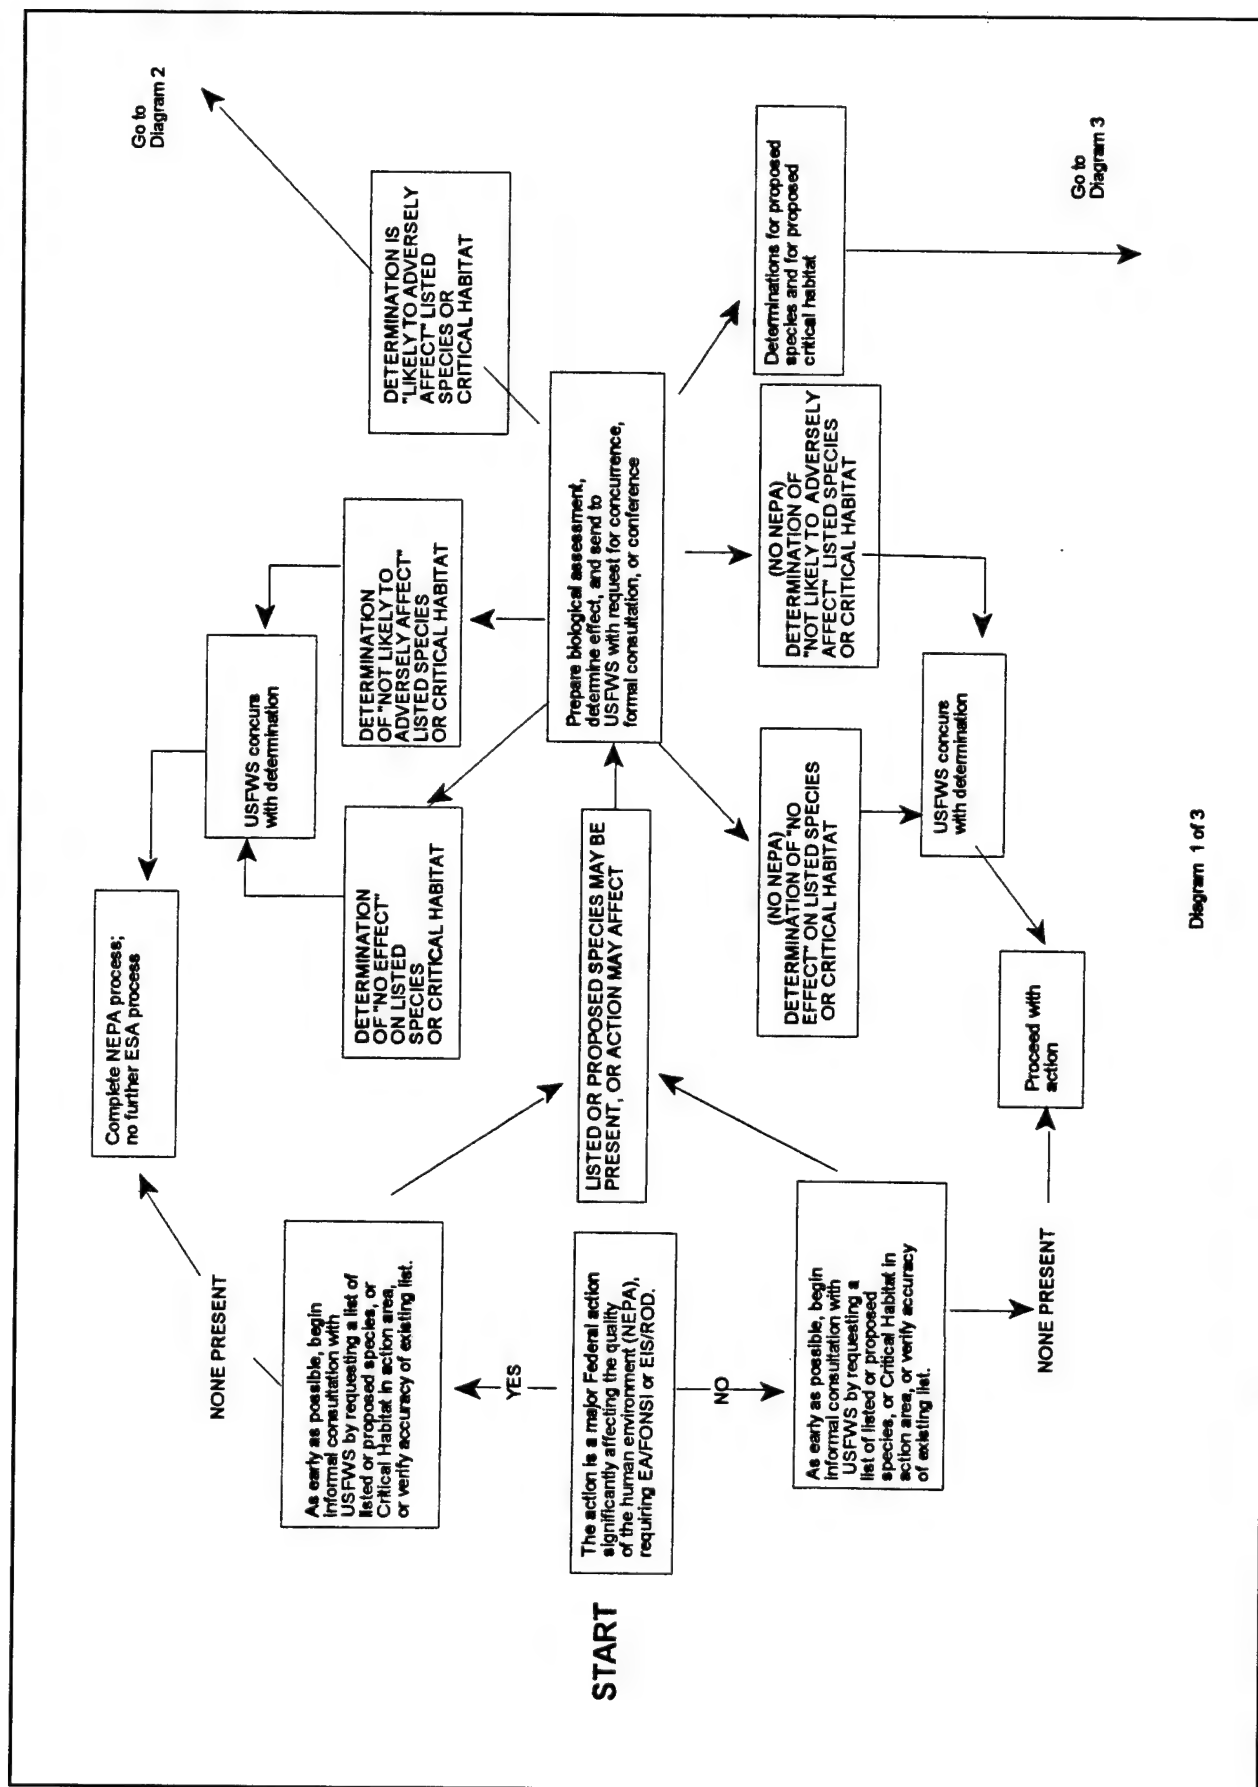 START
The action is a major Federal action
significantly affecting the quality
of the human environment (NEPA),
requiring EA/FONSI or EIS/ROD.
YES
As early as possible, begin
informal consultation with
USFWS by requesting a list of
listed or proposed species, or
Critical Habitat in action area,
or verify accuracy of existing list.
NONE PRESENT
Complete NEPA process;
no further ESA process
NO
As early as possible, begin
informal consultation with
USFWS by requesting a
list of listed or proposed
species, or Critical Habitat in
action area, or verify accuracy
of existing list.
NONE PRESENT
Proceed with
action
LISTED OR PROPOSED SPECIES MAY BE
PRESENT, OR ACTION MAY AFFECT
Prepare biological assessment,
determine effect, and send to
USFWS with request for concurrence,
formal consultation, or conference
DETERMINATION
OF "NO EFFECT"
ON LISTED
SPECIES
OR CRITICAL HABITAT
DETERMINATION
OF "NOT LIKELY TO
ADVERSELY AFFECT"
LISTED SPECIES
OR CRITICAL HABITAT
USFWS concurs
with determination
DETERMINATION IS
"LIKELY TO ADVERSELY
AFFECT" LISTED
SPECIES OR
CRITICAL HABITAT
Go to
Diagram 2
(NO NEPA)
DETERMINATION OF "NO
EFFECT" ON LISTED SPECIES
OR CRITICAL HABITAT
(NO NEPA)
DETERMINATION OF
"NOT LIKELY TO ADVERSELY
AFFECT" LISTED SPECIES
OR CRITICAL HABITAT
USFWS concurs
with determination
Determinations for proposed
species and for proposed
critical habitat
Go to
Diagram 3
Diagram 1 of 3